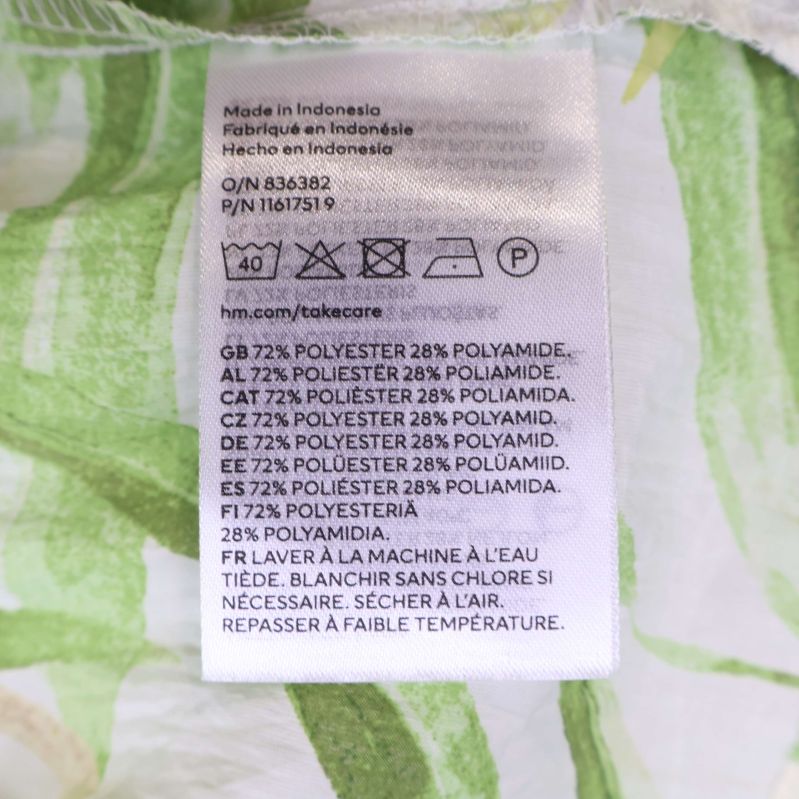 Made in Indonesia
Fabriqué en Indonésie
Hecho en Indonesia
O/N 836382
P/N 1161751 9
40 P
hm.com/takecare
GB 72% POLYESTER 28% POLYAMIDE.
AL 72% POLIESTËR 28% POLIAMIDE.
CAT 72% POLIÈSTER 28% POLIAMIDA.
CZ 72% POLYESTER 28% POLYAMID.
DE 72% POLYESTER 28% POLYAMID.
EE 72% POLÜESTER 28% POLÜAMIID.
ES 72% POLIÉSTER 28% POLIAMIDA.
FI 72% POLYESTERIÄ
28% POLYAMIDIA.
FR LAVER À LA MACHINE À L'EAU
TIÈDE. BLANCHIR SANS CHLORE SI
NÉCESSAIRE. SÉCHER À L'AIR.
REPASSER À FAIBLE TEMPÉRATURE.